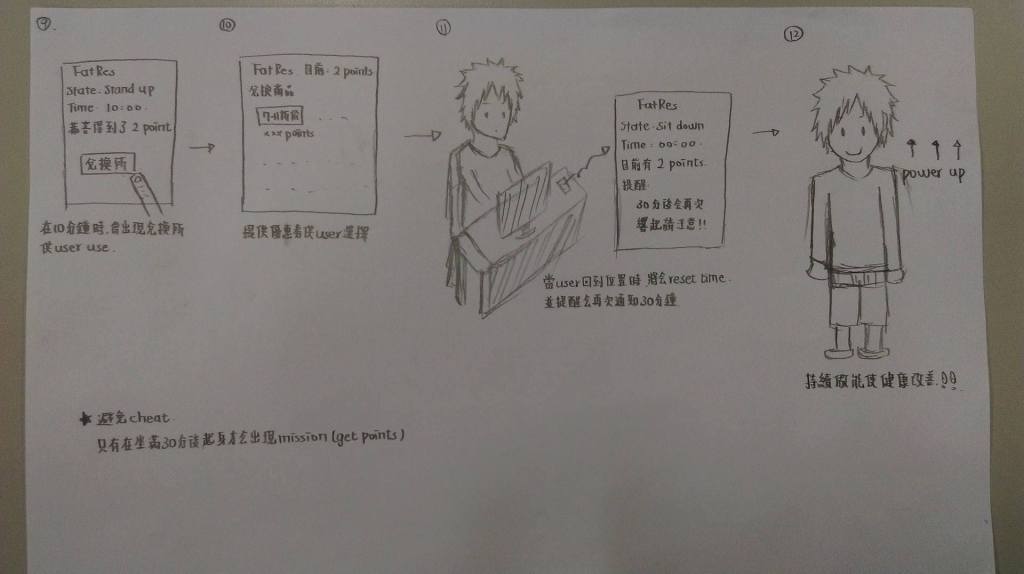 ⑨
FatRes
State: Stand up
Time: 10:00.
恭喜得到了 2 point
兌換所
在10分鐘時,會出現兌換所
供user use.
⑩
FatRes 目前: 2 points
兌換商品
7-11折價
xxx points
提供優惠卷供user選擇
⑪
FatRes
State: Sit down
Time: 00:00.
目前有 2 points.
提醒:
30分後會再次
響起請注意!!
當user回到位置時,將會reset time.
並提醒會再次通知30分鐘
⑫
power up
持續做能使健康改善.
★ 避免cheat.
只有在坐滿30分後起身才會出現mission (get points)